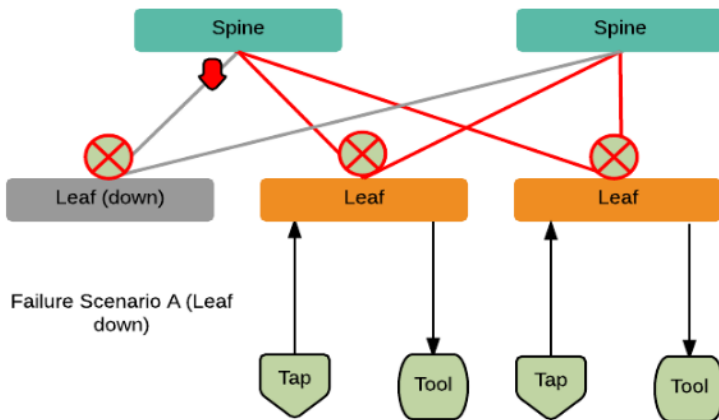 Spine
Spine
Leaf (down)
Leaf
Leaf
Failure Scenario A (Leaf
down)
Tap
Tool
Tap
Tool